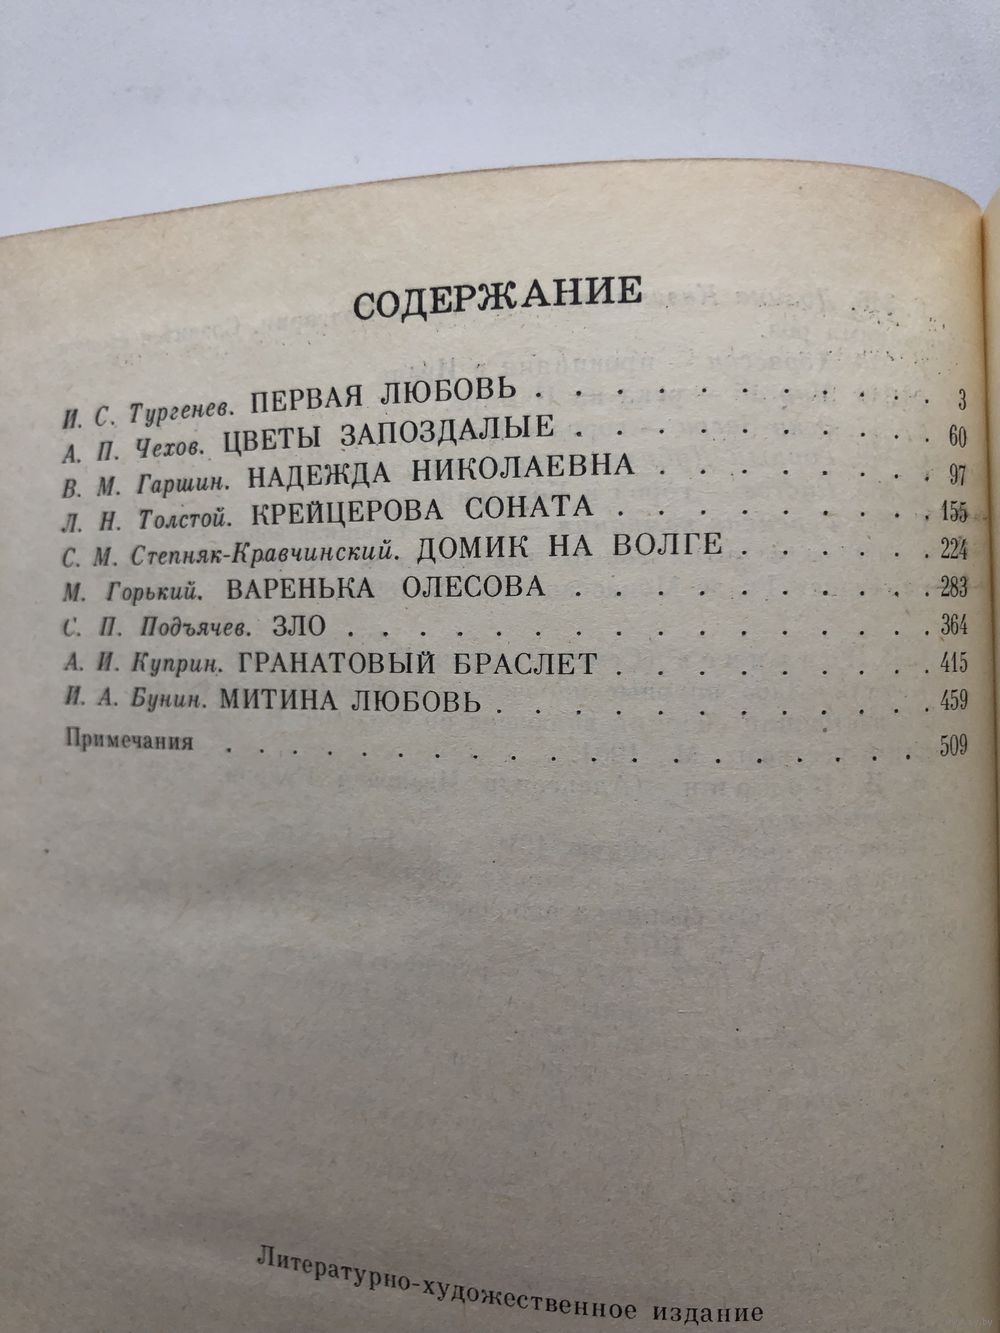 СОДЕРЖАНИЕ
И. С. Тургенев. ПЕРВАЯ ЛЮБОВЬ . . . . . . . . . . . 3
А. П. Чехов. ЦВЕТЫ ЗАПОЗДАЛЫЕ . . . . . . . . . . 60
В. М. Гаршин. НАДЕЖДА НИКОЛАЕВНА . . . . . . . . 97
Л. Н. Толстой. КРЕЙЦЕРОВА СОНАТА . . . . . . . . 155
С. М. Степняк-Кравчинский. ДОМИК НА ВОЛГЕ . . . . . . 224
М. Горький. ВАРЕНЬКА ОЛЕСОВА . . . . . . . . . . 283
С. П. Подъячев. ЗЛО . . . . . . . . . . . . . . . 364
А. И. Куприн. ГРАНАТОВЫЙ БРАСЛЕТ . . . . . . . . . 415
И. А. Бунин. МИТИНА ЛЮБОВЬ . . . . . . . . . . . . 459
Примечания . . . . . . . . . . . . . . . . . . . 509
Литературно-художественное издание